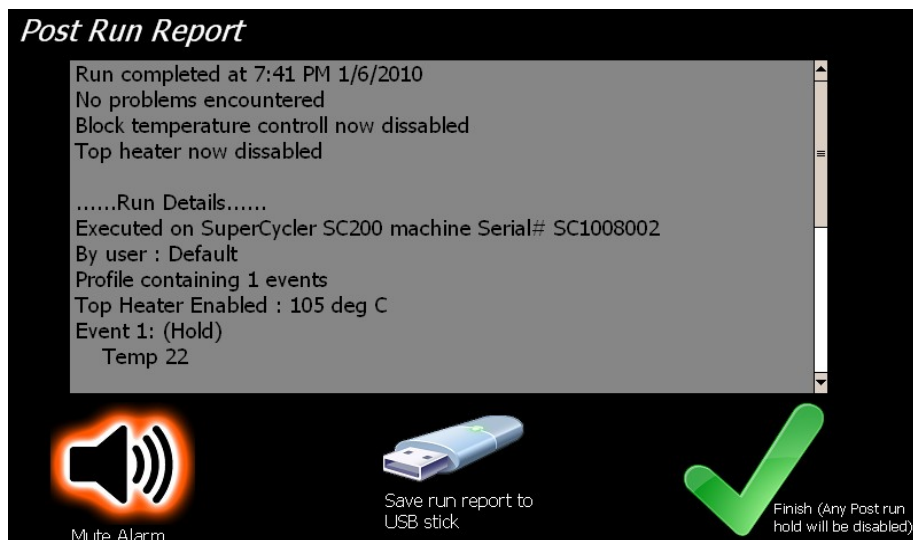 Post Run Report
Run completed at 7:41 PM 1/6/2010
No problems encountered
Block temperature controll now dissabled
Top heater now dissabled
......Run Details......
Executed on SuperCycler SC200 machine Serial# SC1008002
By user : Default
Profile containing 1 events
Top Heater Enabled : 105 deg C
Event 1: (Hold)
Temp 22
Mute Alarm
Save run report to
USB stick
Finish (Any Post run
hold will be disabled)